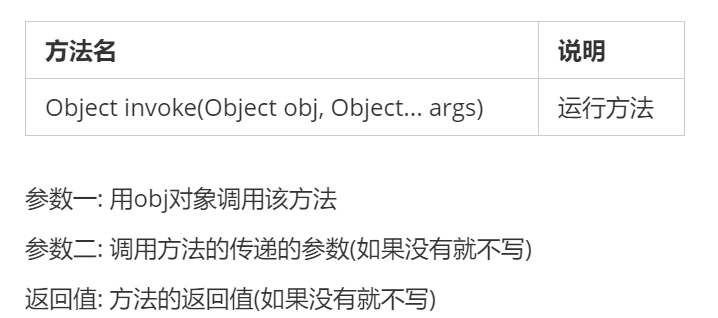 方法名 说明
Object invoke(Object obj, Object... args) 运行方法
参数一: 用obj对象调用该方法
参数二: 调用方法的传递的参数(如果没有就不写)
返回值: 方法的返回值(如果没有就不写)